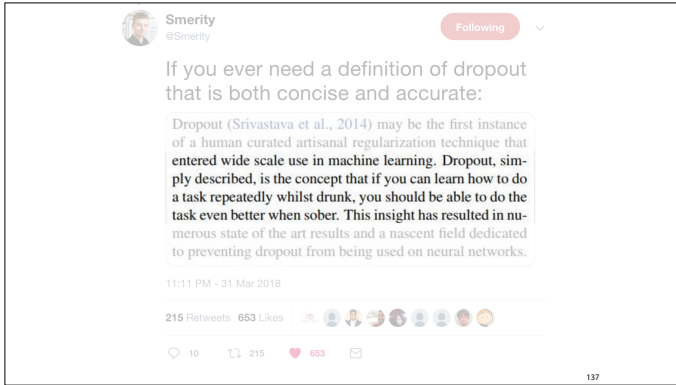 Smerity
@Smerity
Following
If you ever need a definition of dropout
that is both concise and accurate:
Dropout (Srivastava et al., 2014) may be the first instance
of a human curated artisanal regularization technique that
entered wide scale use in machine learning. Dropout, sim-
ply described, is the concept that if you can learn how to do
a task repeatedly whilst drunk, you should be able to do the
task even better when sober. This insight has resulted in nu-
merous state of the art results and a nascent field dedicated
to preventing dropout from being used on neural networks.
11:11 PM - 31 Mar 2018
215 Retweets 653 Likes
10 215 653
137